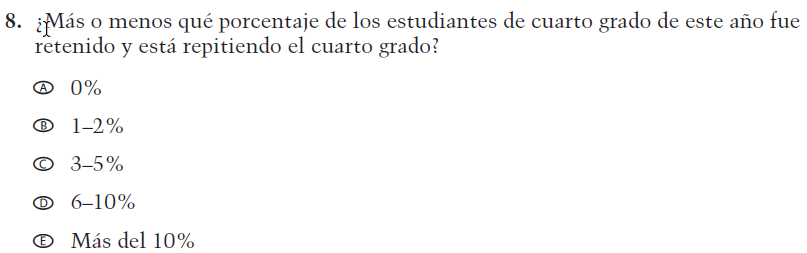 8. ¿Más o menos qué porcentaje de los estudiantes de cuarto grado de este año fue
retenido y está repitiendo el cuarto grado?
Ⓐ 0%
Ⓑ 1–2%
Ⓒ 3–5%
Ⓓ 6–10%
Ⓔ Más del 10%